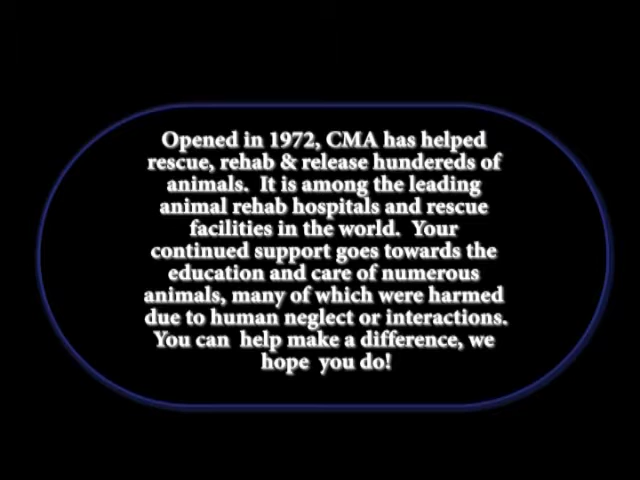 Opened in 1972, CMA has helped
rescue, rehab & release hundereds of
animals.  It is among the leading
animal rehab hospitals and rescue
facilities in the world.  Your
continued support goes towards the
education and care of numerous
animals, many of which were harmed
due to human neglect or interactions.
You can  help make a difference, we
hope  you do!